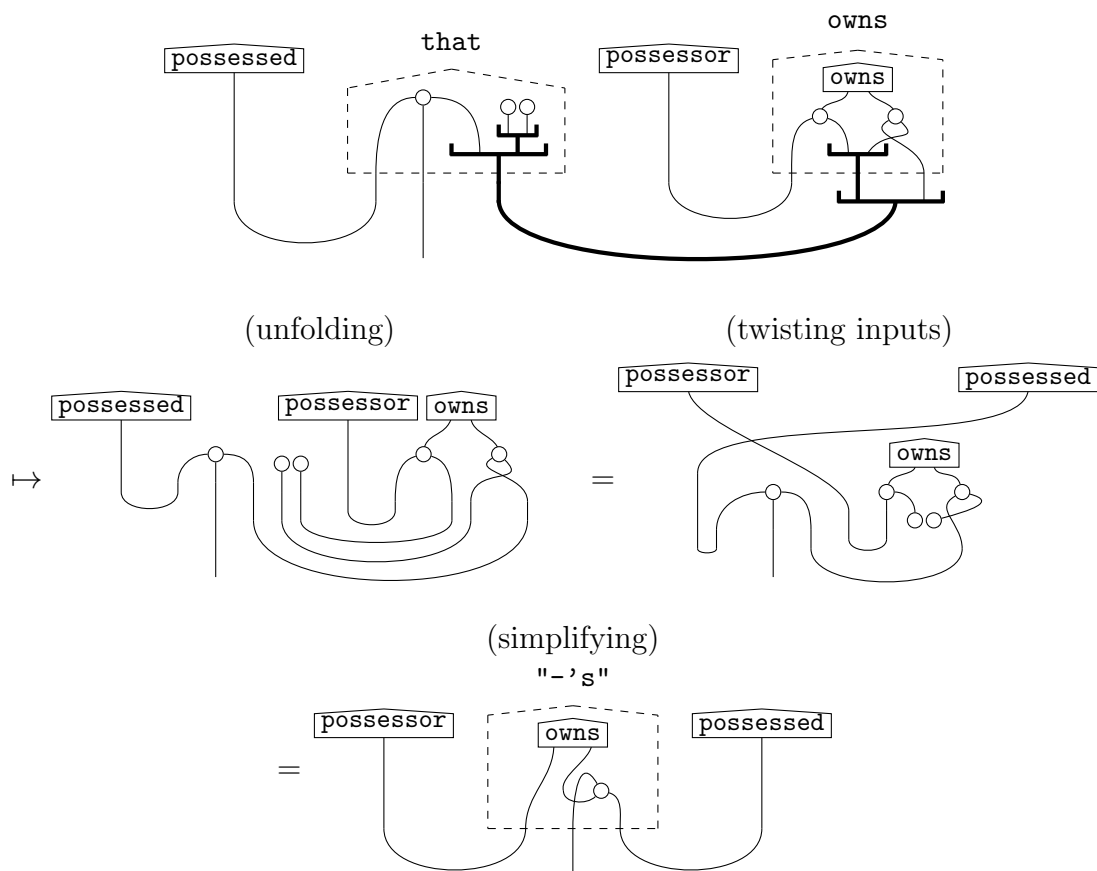 owns
that
possessed possessor owns
(unfolding) (twisting inputs)
possessor possessed
possessed possessor owns
owns
↦ =
(simplifying)
"-’s"
possessor owns possessed
=